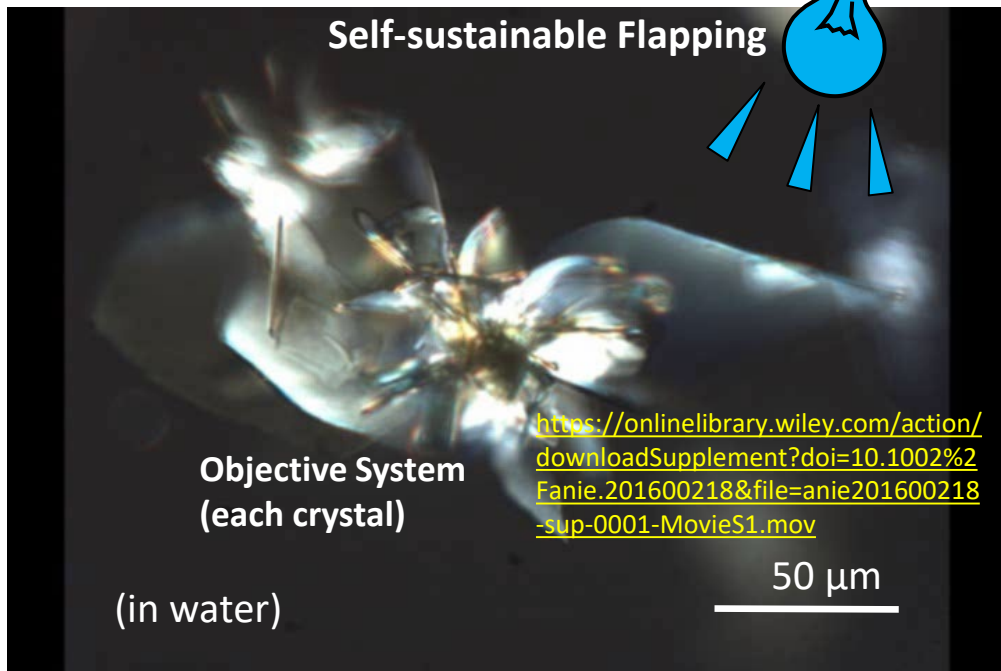 Self-sustainable Flapping
https://onlinelibrary.wiley.com/action/
downloadSupplement?doi=10.1002%2
Fanie.201600218&file=anie201600218
-sup-0001-MovieS1.mov
Objective System
(each crystal)
50 μm
(in water)